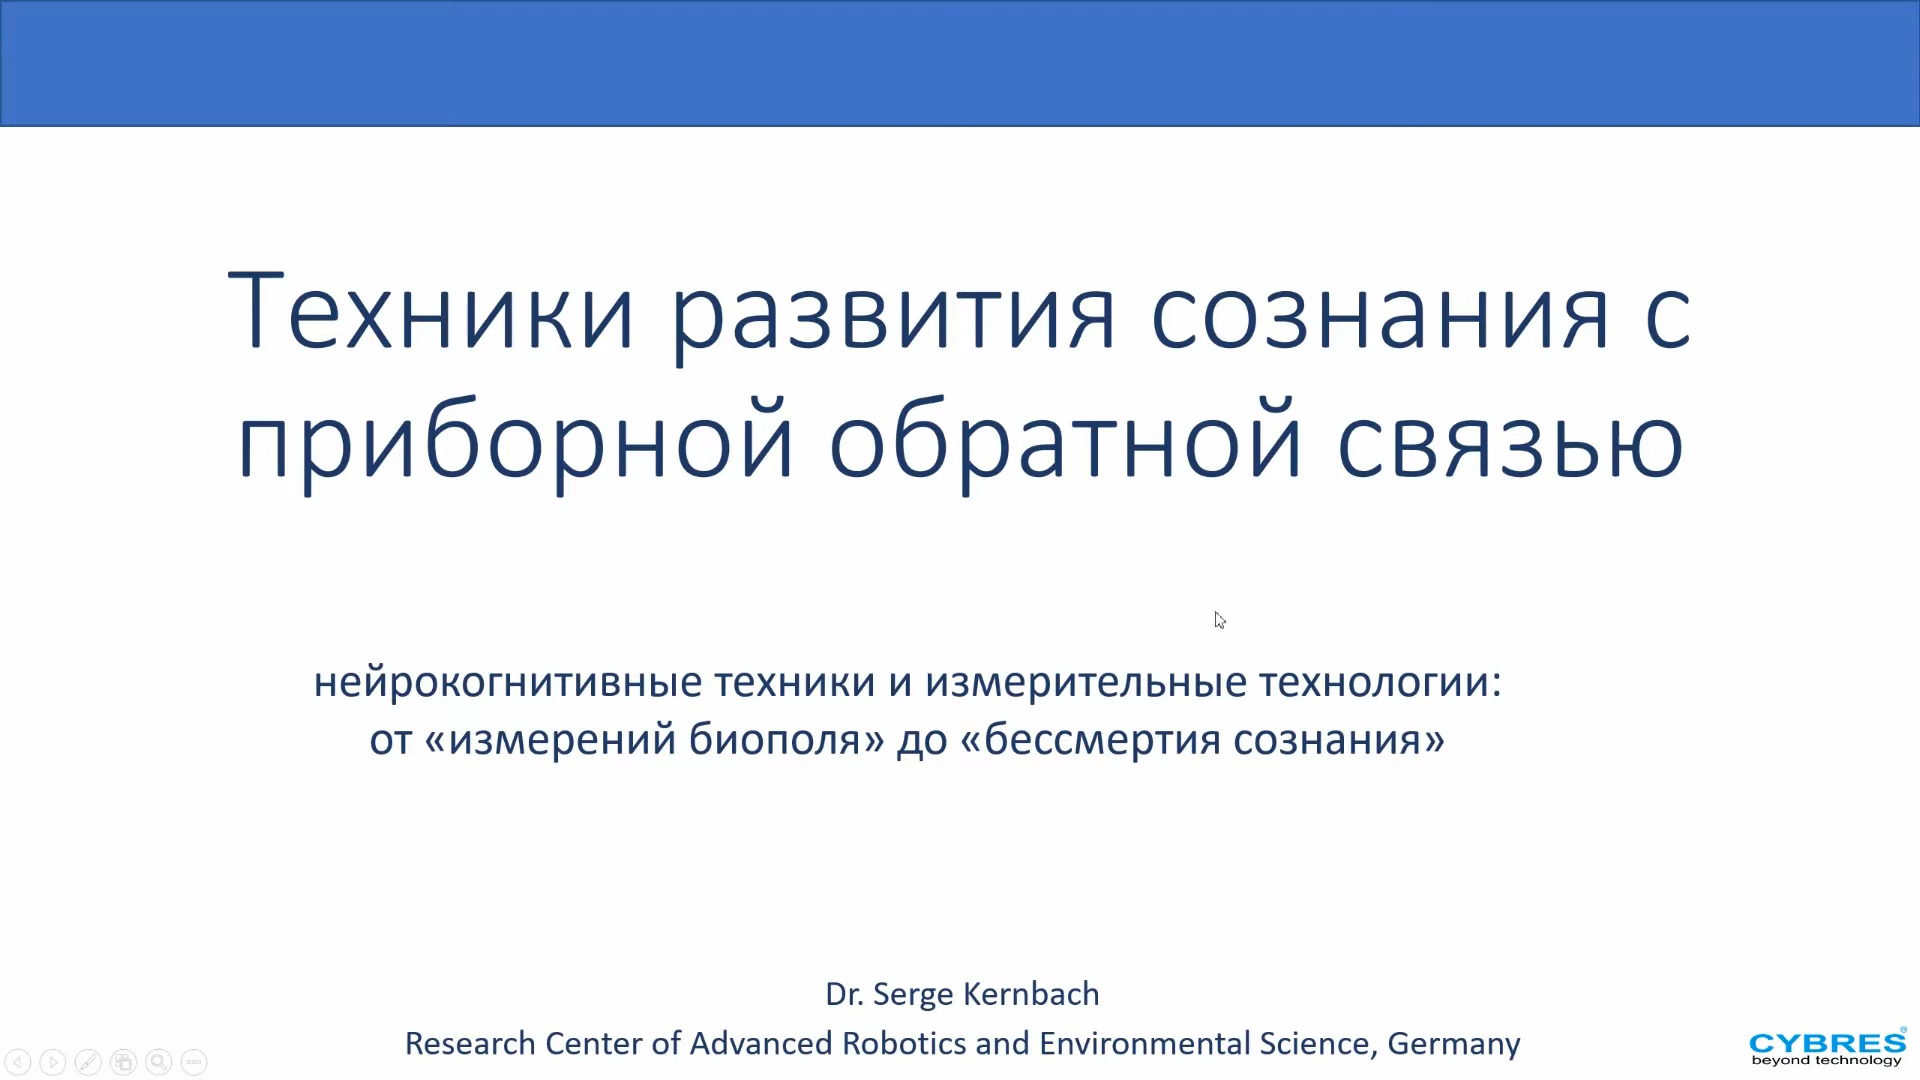 Техники развития сознания с
приборной обратной связью
нейрокогнитивные техники и измерительные технологии:
от «измерений биополя» до «бессмертия сознания»
Dr. Serge Kernbach
Research Center of Advanced Robotics and Environmental Science, Germany
CYBRES®
beyond technology